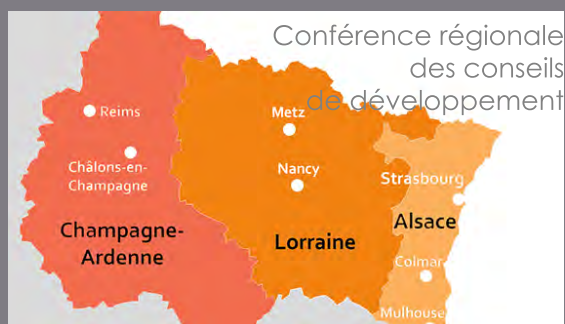 Conférence régionale
des conseils
de développement
Reims
Metz
Châlons-en-
Champagne
Nancy
Strasbourg
Champagne-
Ardenne
Lorraine
Alsace
Colmar
Mulhouse